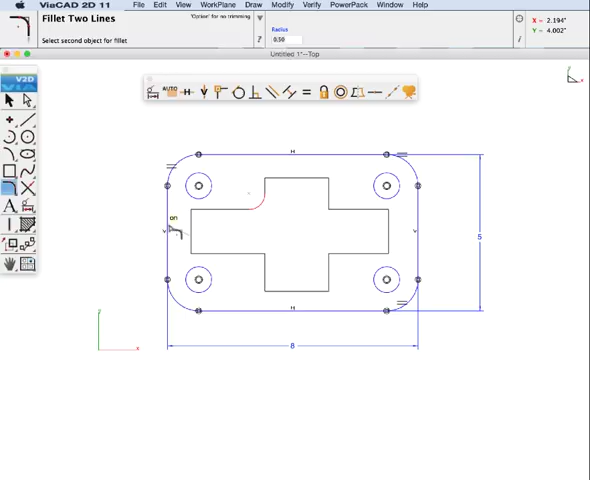 ViaCAD 2D 11 File Edit View WorkPlane Draw Modify Verify PowerPack Window Help
Fillet Two Lines
'Option' for no trimming
Select second object for fillet
Radius
0.50
X = 2.194"
Y = 4.002"
Untitled 1*--Top
V2D
AUTO
H
on
V
V
5
H
8
A